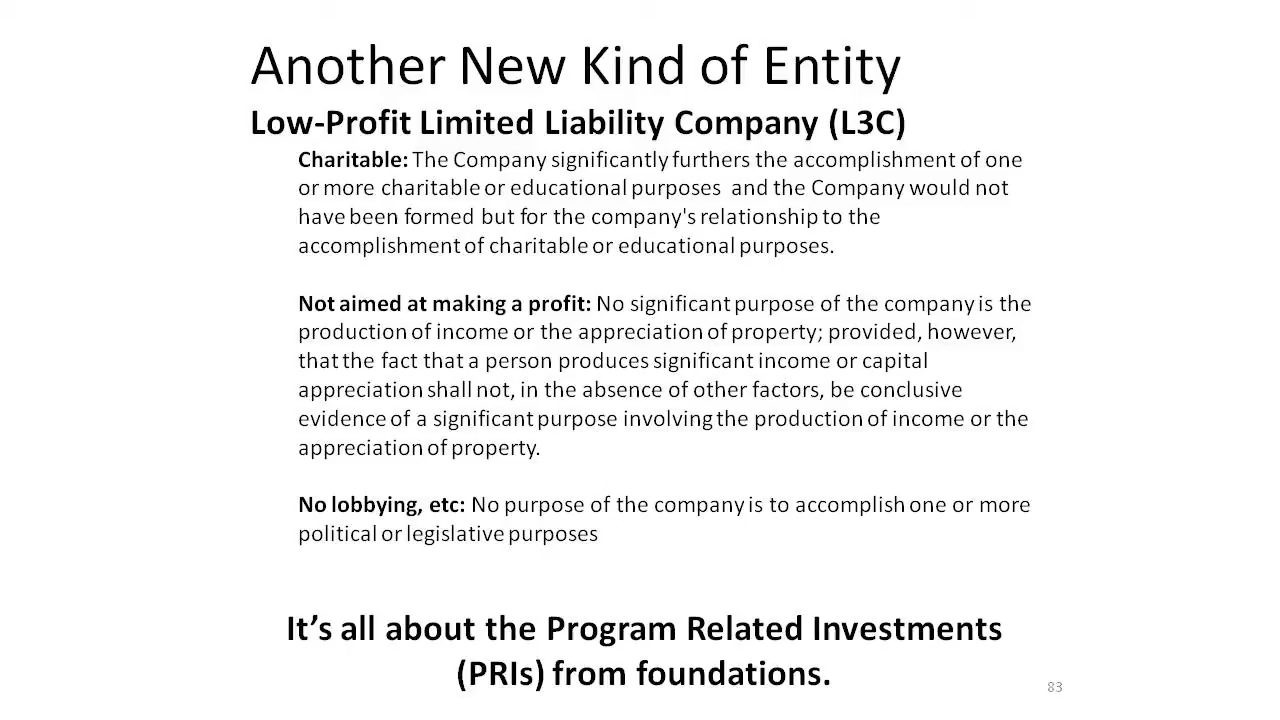 Another New Kind of Entity
Low-Profit Limited Liability Company (L3C)
Charitable: The Company significantly furthers the accomplishment of one
or more charitable or educational purposes  and the Company would not
have been formed but for the company's relationship to the
accomplishment of charitable or educational purposes.
Not aimed at making a profit: No significant purpose of the company is the
production of income or the appreciation of property; provided, however,
that the fact that a person produces significant income or capital
appreciation shall not, in the absence of other factors, be conclusive
evidence of a significant purpose involving the production of income or the
appreciation of property.
No lobbying, etc: No purpose of the company is to accomplish one or more
political or legislative purposes
It’s all about the Program Related Investments
(PRIs) from foundations.
83